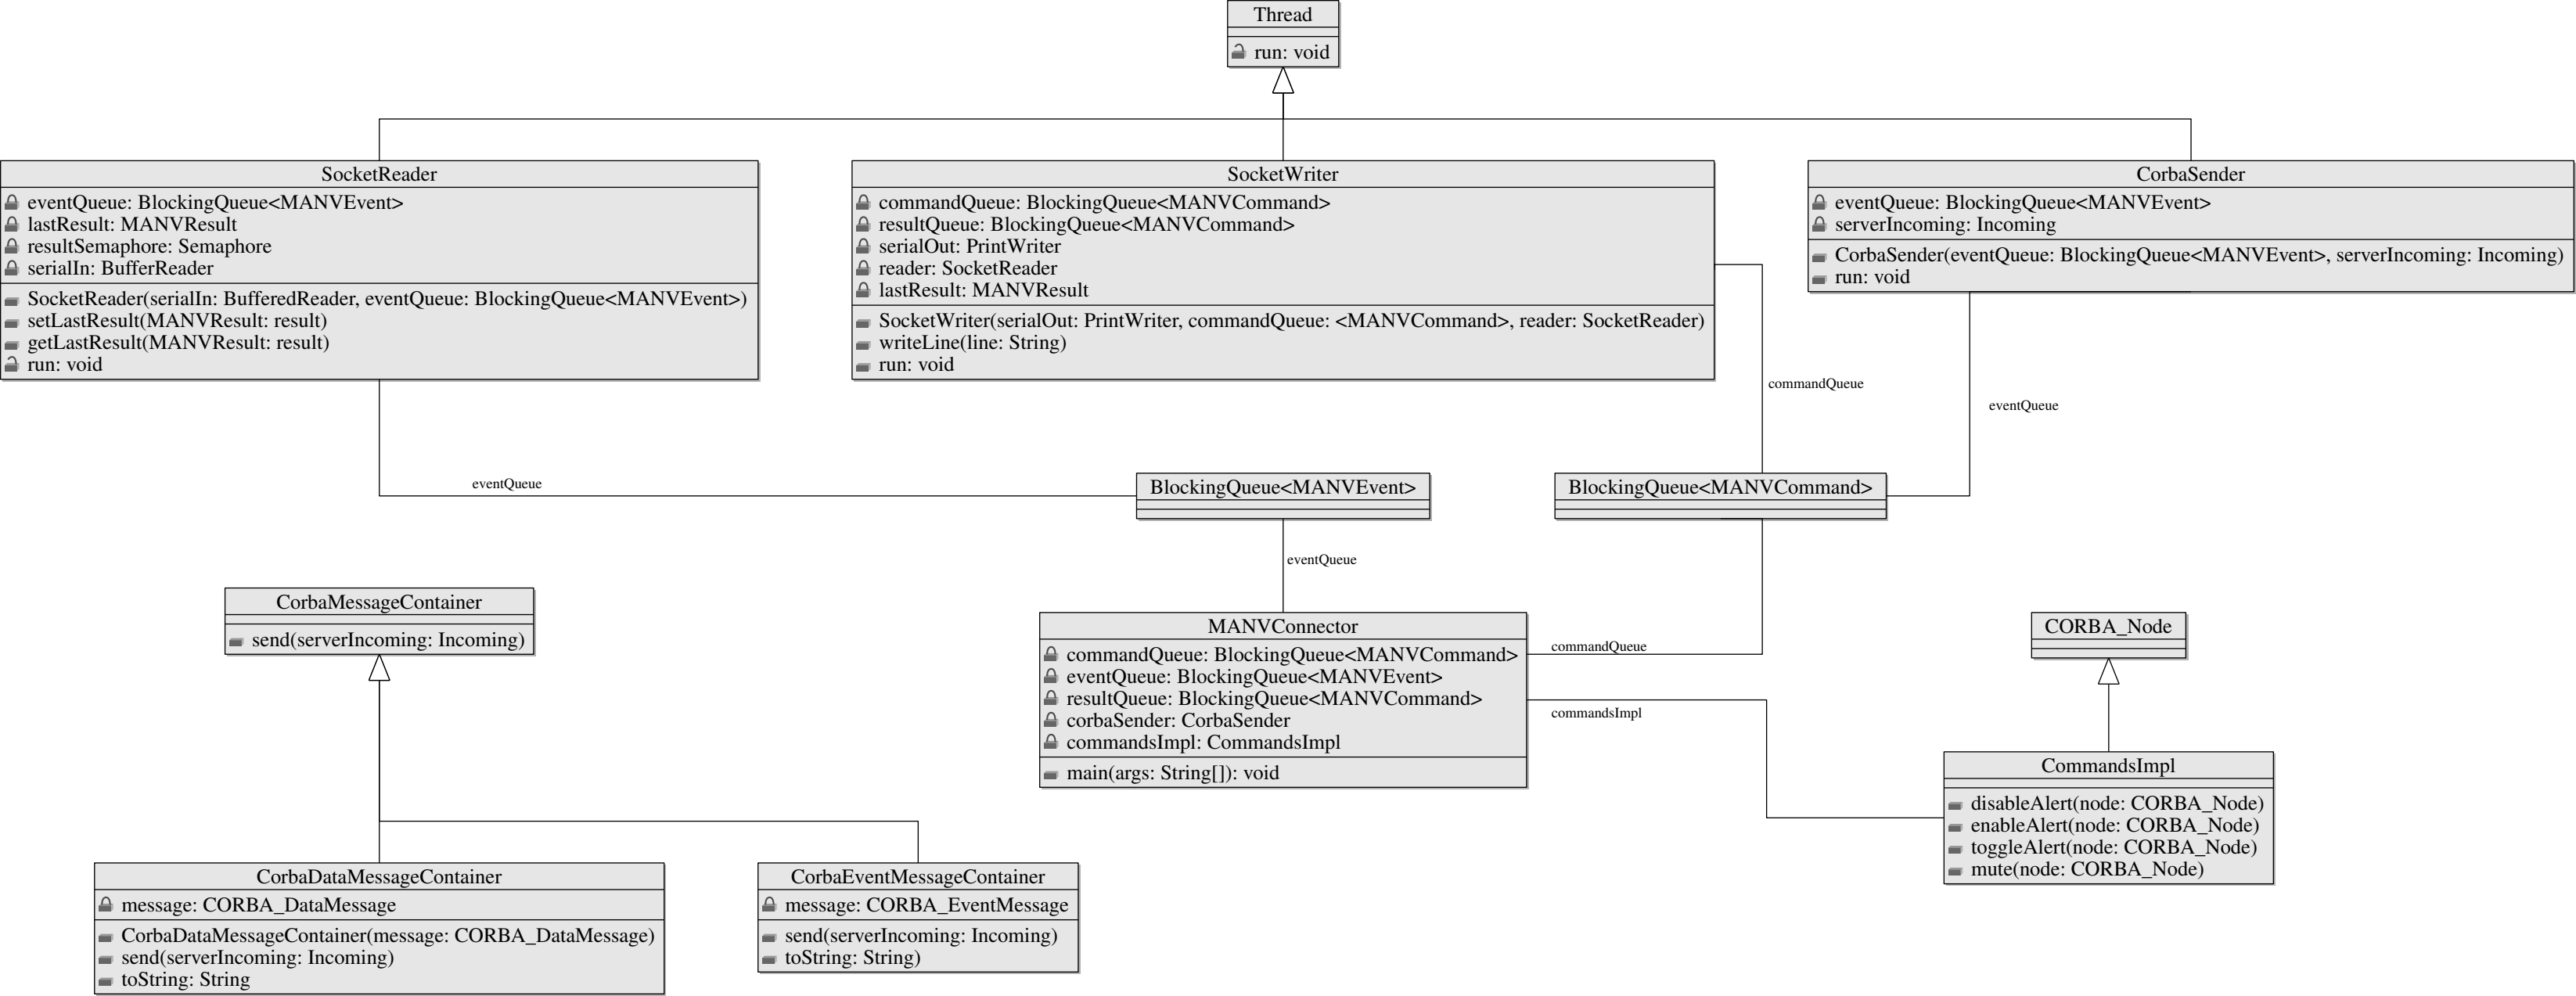 Thread
run: void
SocketReader
eventQueue: BlockingQueue<MANVEvent>
lastResult: MANVResult
resultSemaphore: Semaphore
serialIn: BufferReader
SocketReader(serialIn: BufferedReader, eventQueue: BlockingQueue<MANVEvent>)
setLastResult(MANVResult: result)
getLastResult(MANVResult: result)
run: void
SocketWriter
commandQueue: BlockingQueue<MANVCommand>
resultQueue: BlockingQueue<MANVCommand>
serialOut: PrintWriter
reader: SocketReader
lastResult: MANVResult
SocketWriter(serialOut: PrintWriter, commandQueue: <MANVCommand>, reader: SocketReader)
writeLine(line: String)
run: void
CorbaSender
eventQueue: BlockingQueue<MANVEvent>
serverIncoming: Incoming
CorbaSender(eventQueue: BlockingQueue<MANVEvent>, serverIncoming: Incoming)
run: void
commandQueue
eventQueue
eventQueue
BlockingQueue<MANVEvent>
BlockingQueue<MANVCommand>
eventQueue
CorbaMessageContainer
send(serverIncoming: Incoming)
MANVConnector
commandQueue: BlockingQueue<MANVCommand>
eventQueue: BlockingQueue<MANVEvent>
resultQueue: BlockingQueue<MANVCommand>
corbaSender: CorbaSender
commandsImpl: CommandsImpl
main(args: String[]): void
commandQueue
commandsImpl
CORBA_Node
CommandsImpl
disableAlert(node: CORBA_Node)
enableAlert(node: CORBA_Node)
toggleAlert(node: CORBA_Node)
mute(node: CORBA_Node)
CorbaDataMessageContainer
message: CORBA_DataMessage
CorbaDataMessageContainer(message: CORBA_DataMessage)
send(serverIncoming: Incoming)
toString: String
CorbaEventMessageContainer
message: CORBA_EventMessage
send(serverIncoming: Incoming)
toString: String)